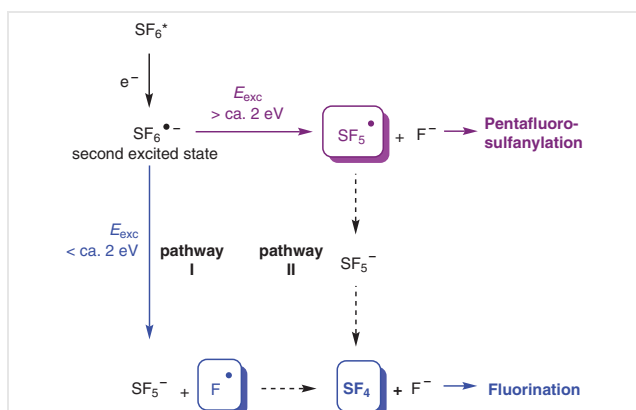 SF6*
e−
Eexc
> ca. 2 eV
SF6•− SF5• + F− Pentafluoro-
second excited state sulfanylation
Eexc
< ca. 2 eV pathway pathway SF5−
I II
SF5− + F• SF4 + F− Fluorination